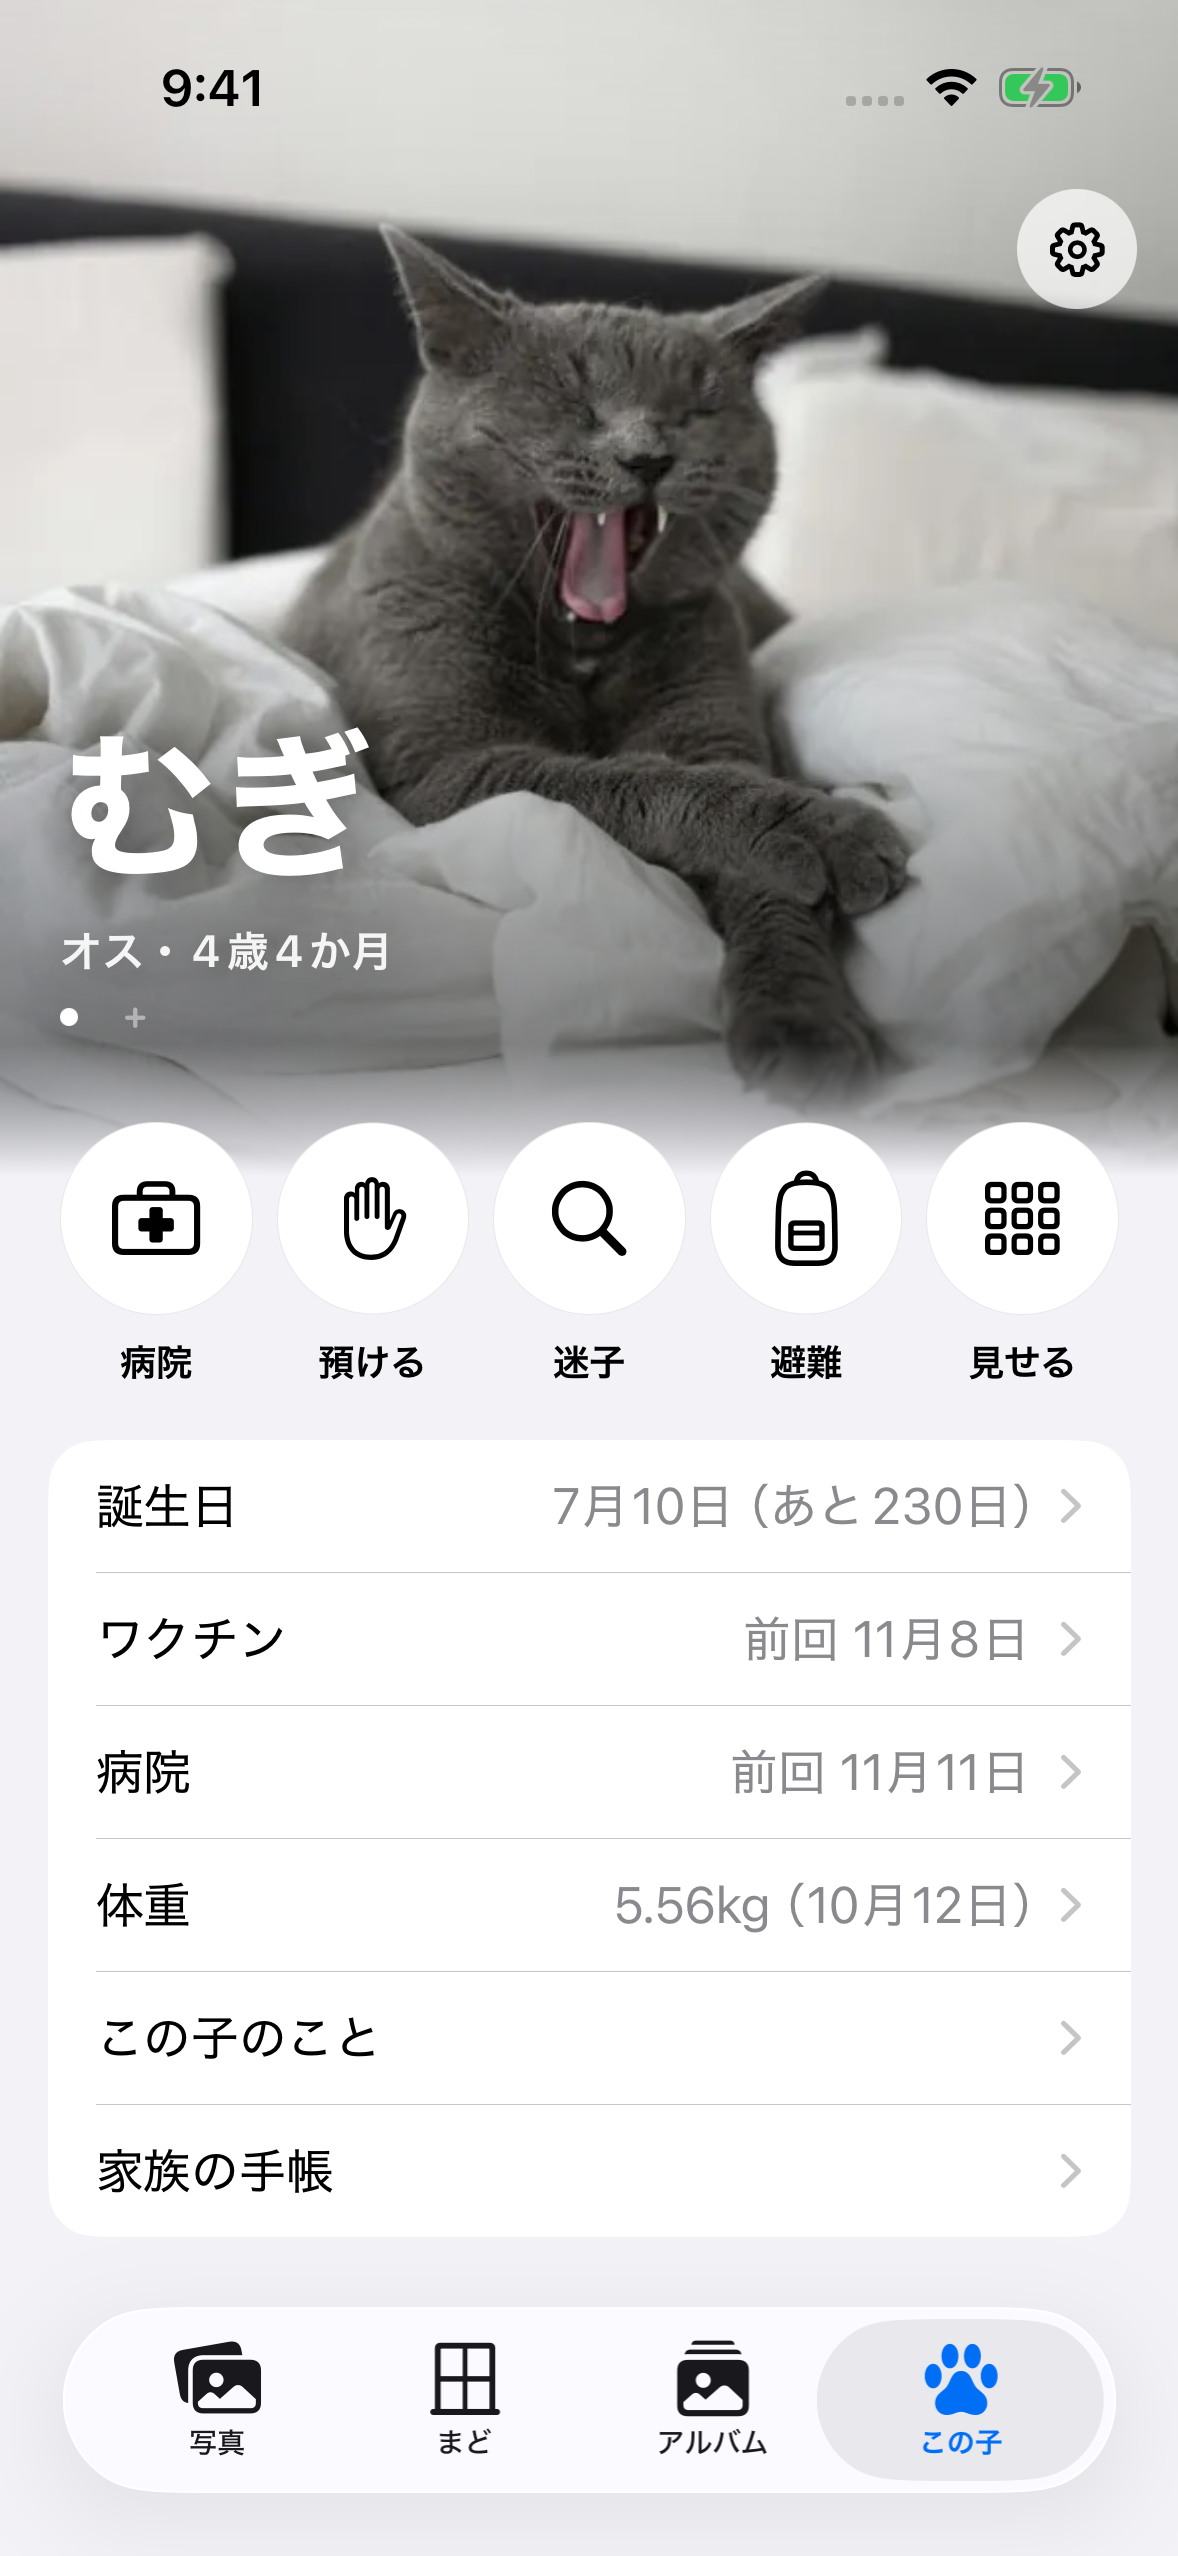 9:41
むぎ
オス・4歳4か月
病院
預ける
迷子
避難
見せる
誕生日 7月10日（あと230日）
ワクチン 前回 11月8日
病院 前回 11月11日
体重 5.56kg（10月12日）
この子のこと
家族の手帳
写真
まど
アルバム
この子